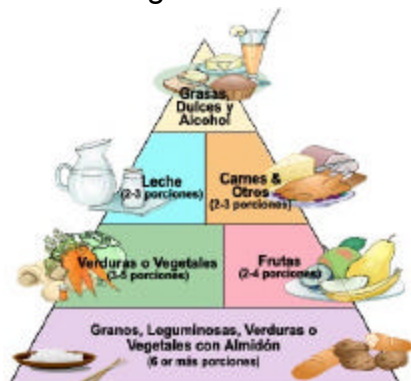 Grasas,
Dulces y
Alcohol
Leche
(2-3 porciones)
Carnes &
Otros
(2-3 porciones)
Verduras o Vegetales
(3-5 porciones)
Frutas
(2-4 porciones)
Granos, Leguminosas, Verduras o
Vegetales con Almidón
(6 or más porciones)